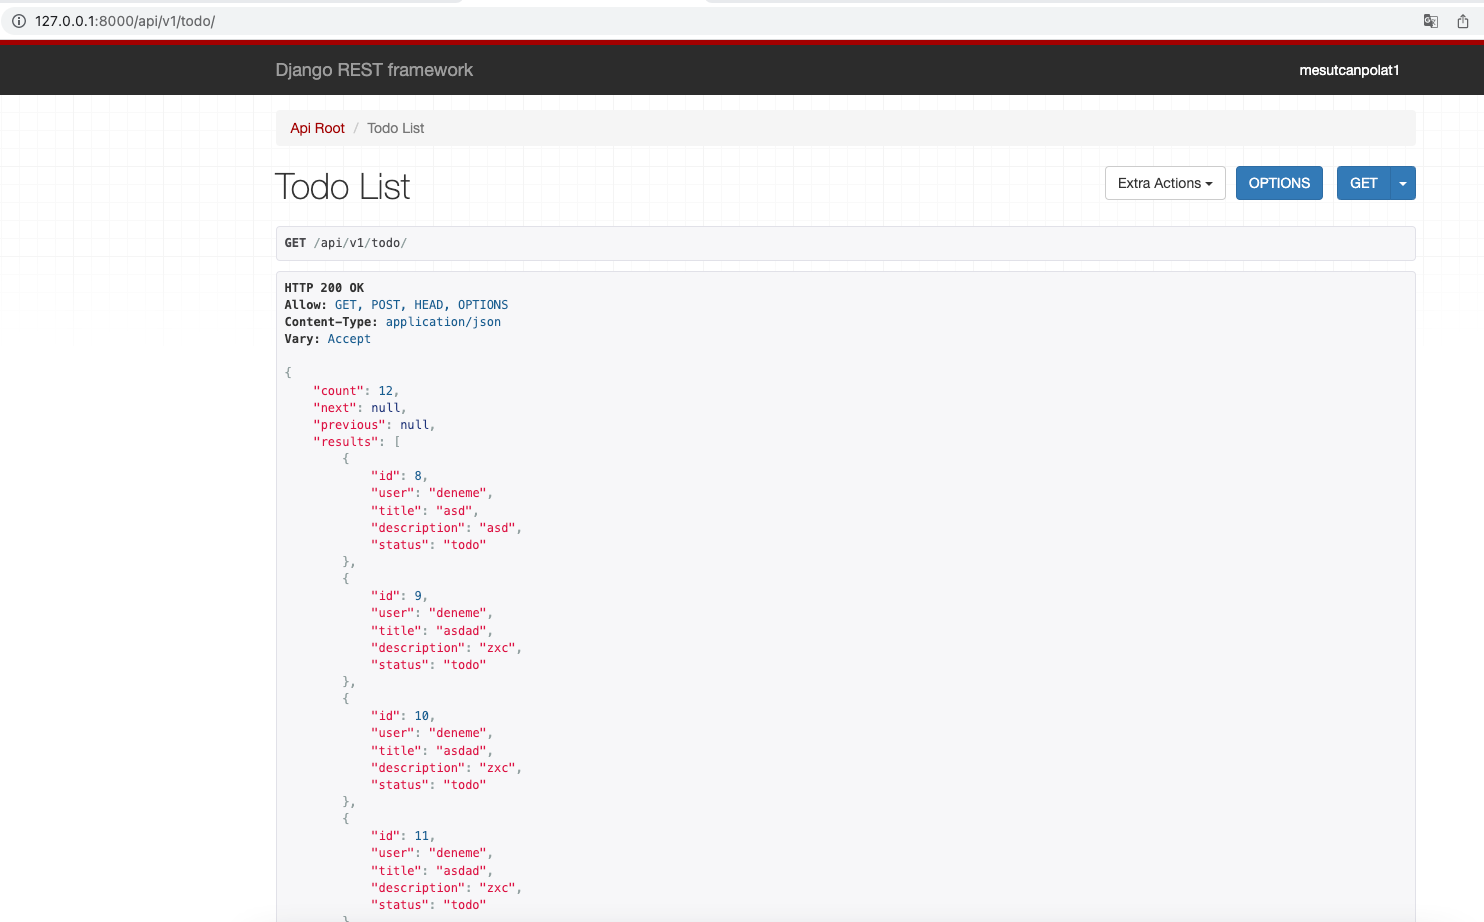 127.0.0.1:8000/api/v1/todo/
Django REST framework
mesutcanpolat1
Api Root / Todo List
Todo List
Extra Actions
OPTIONS
GET
GET /api/v1/todo/
HTTP 200 OK
Allow: GET, POST, HEAD, OPTIONS
Content-Type: application/json
Vary: Accept
{
"count": 12,
"next": null,
"previous": null,
"results": [
{
"id": 8,
"user": "deneme",
"title": "asd",
"description": "asd",
"status": "todo"
},
{
"id": 9,
"user": "deneme",
"title": "asdad",
"description": "zxc",
"status": "todo"
},
{
"id": 10,
"user": "deneme",
"title": "asdad",
"description": "zxc",
"status": "todo"
},
{
"id": 11,
"user": "deneme",
"title": "asdad",
"description": "zxc",
"status": "todo"
}